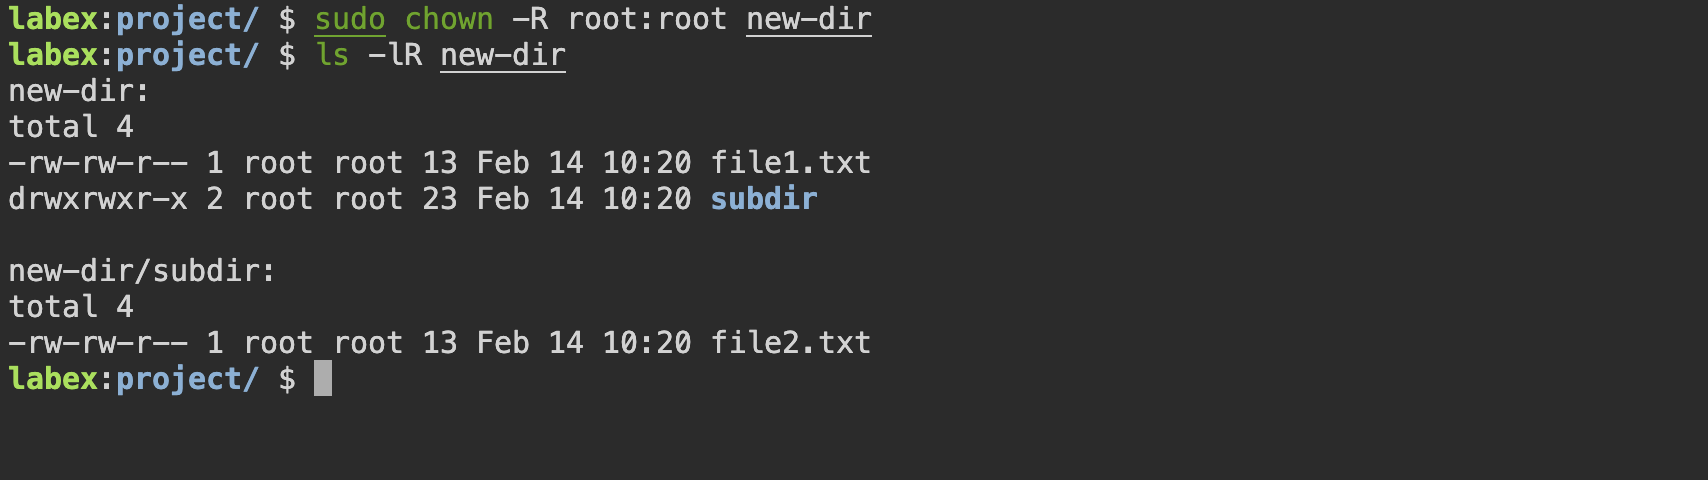 labex:project/ $ sudo chown -R root:root new-dir
labex:project/ $ ls -lR new-dir
new-dir:
total 4
-rw-rw-r-- 1 root root 13 Feb 14 10:20 file1.txt
drwxrwxr-x 2 root root 23 Feb 14 10:20 subdir
new-dir/subdir:
total 4
-rw-rw-r-- 1 root root 13 Feb 14 10:20 file2.txt
labex:project/ $